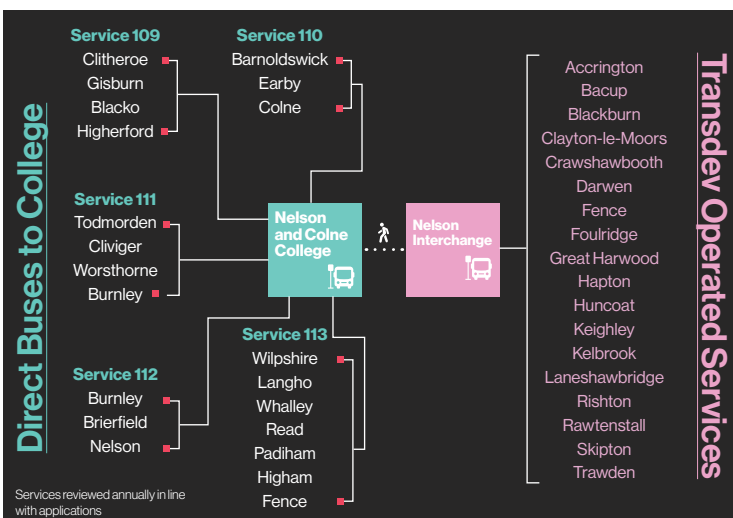 Direct Buses to College
Service 109
Clitheroe
Gisburn
Blacko
Higherford
Service 110
Barnoldswick
Earby
Colne
Service 111
Todmorden
Cliviger
Worsthorne
Burnley
Service 112
Burnley
Brierfield
Nelson
Service 113
Wilpshire
Langho
Whalley
Read
Padiham
Higham
Fence
Nelson
and Colne
College
Nelson
Interchange
Transdev Operated Services
Accrington
Bacup
Blackburn
Clayton-le-Moors
Crawshawbooth
Darwen
Fence
Foulridge
Great Harwood
Hapton
Huncoat
Keighley
Kelbrook
Laneshawbridge
Rishton
Rawtenstall
Skipton
Trawden
Services reviewed annually in line
with applications